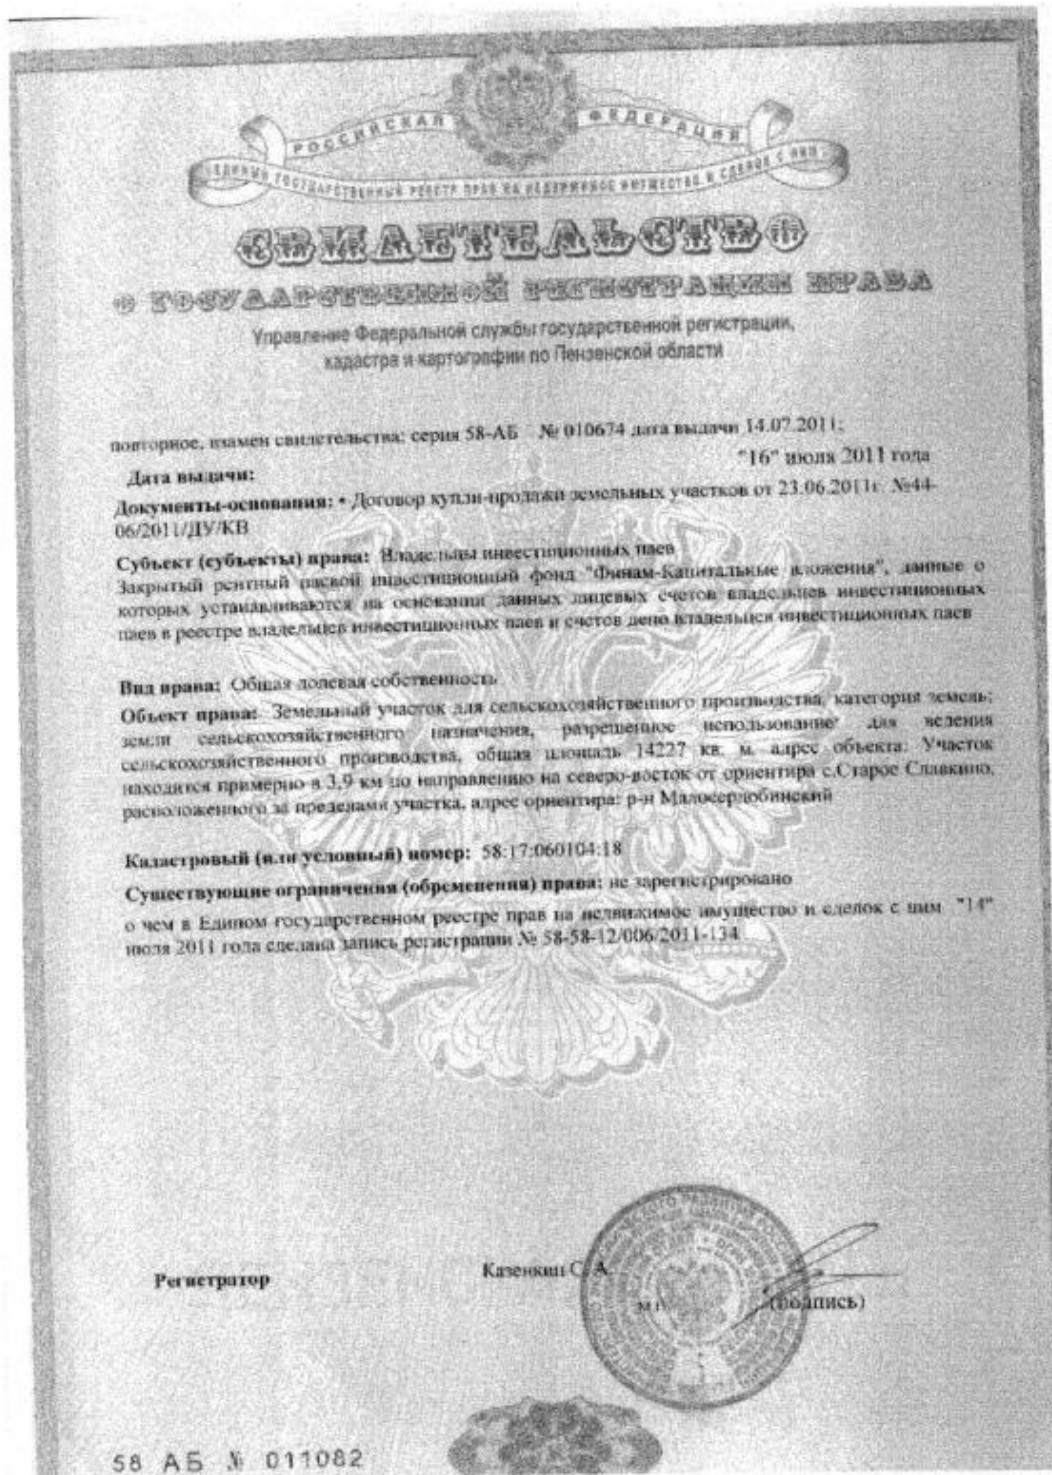 РОССИЙСКАЯ ФЕДЕРАЦИЯ
ЕДИНЫЙ ГОСУДАРСТВЕННЫЙ РЕЕСТР ПРАВ НА НЕДВИЖИМОЕ ИМУЩЕСТВО И СДЕЛОК С НИМ
СВИДЕТЕЛЬСТВО
О ГОСУДАРСТВЕННОЙ РЕГИСТРАЦИИ ПРАВА
Управление Федеральной службы государственной регистрации,
кадастра и картографии по Пензенской области
повторное, взамен свидетельства: серия 58-АБ № 010674 дата выдачи 14.07.2011;
Дата выдачи: "16" июля 2011 года
Документы-основания: • Договор купли-продажи земельных участков от 23.06.2011г. №44-
06/2011/ДУ/КВ
Субъект (субъекты) права: Владельцы инвестиционных паев
Закрытый рентный паевой инвестиционный фонд "Финам-Капитальные вложения", данные о
которых устанавливаются на основании данных лицевых счетов владельцев инвестиционных
паев в реестре владельцев инвестиционных паев и счетов депо владельцев инвестиционных паев
Вид права: Общая долевая собственность
Объект права: Земельный участок для сельскохозяйственного производства, категория земель:
земли сельскохозяйственного назначения, разрешенное использование: для ведения
сельскохозяйственного производства, общая площадь 14227 кв. м, адрес объекта: Участок
находится примерно в 3,9 км по направлению на северо-восток от ориентира с.Старое Славкино,
расположенного за пределами участка, адрес ориентира: р-н Малосердобинский
Кадастровый (или условный) номер: 58:17:060104:18
Существующие ограничения (обременения) права: не зарегистрировано
о чем в Едином государственном реестре прав на недвижимое имущество и сделок с ним "14"
июля 2011 года сделана запись регистрации № 58-58-12/006/2011-134
Регистратор Казенкин С. А.
м.п. (подпись)
58 АБ № 011082